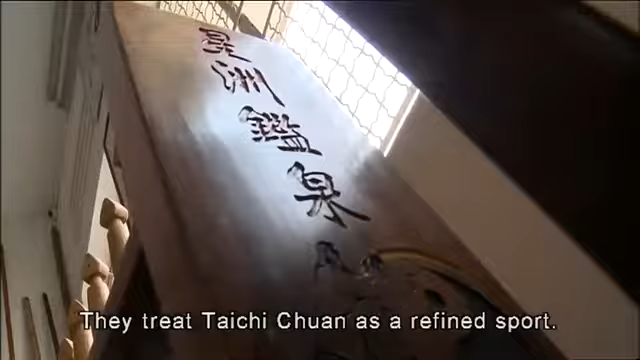 星洲鑑泉
They treat Taichi Chuan as a refined sport.